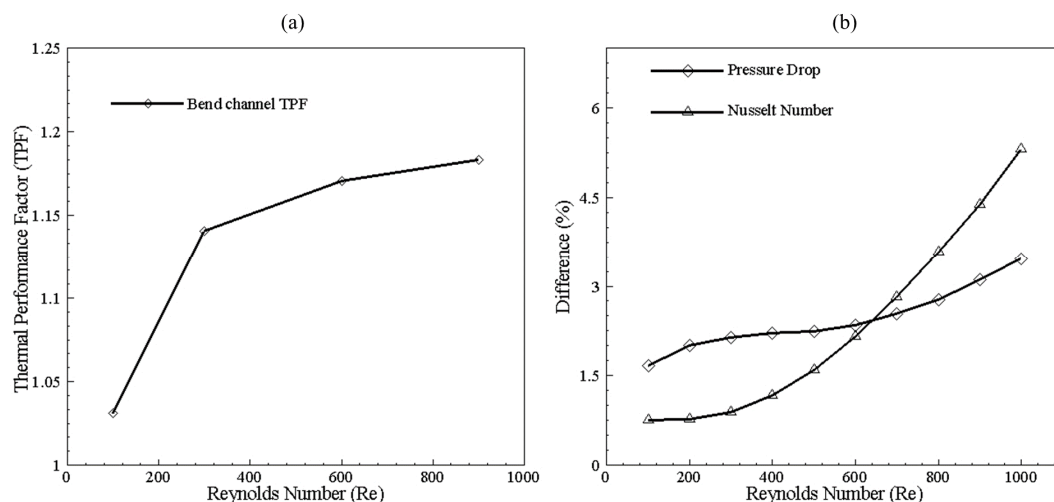 (a)
1.25
1.2
1.15
1.1
1.05
1
Thermal Performance Factor (TPF)
Bend channel TPF
0
200
400
600
800
1000
Reynolds Number (Re)
(b)
6
4.5
3
1.5
0
Difference (%)
Pressure Drop
Nusselt Number
0
200
400
600
800
1000
Reynolds Number (Re)